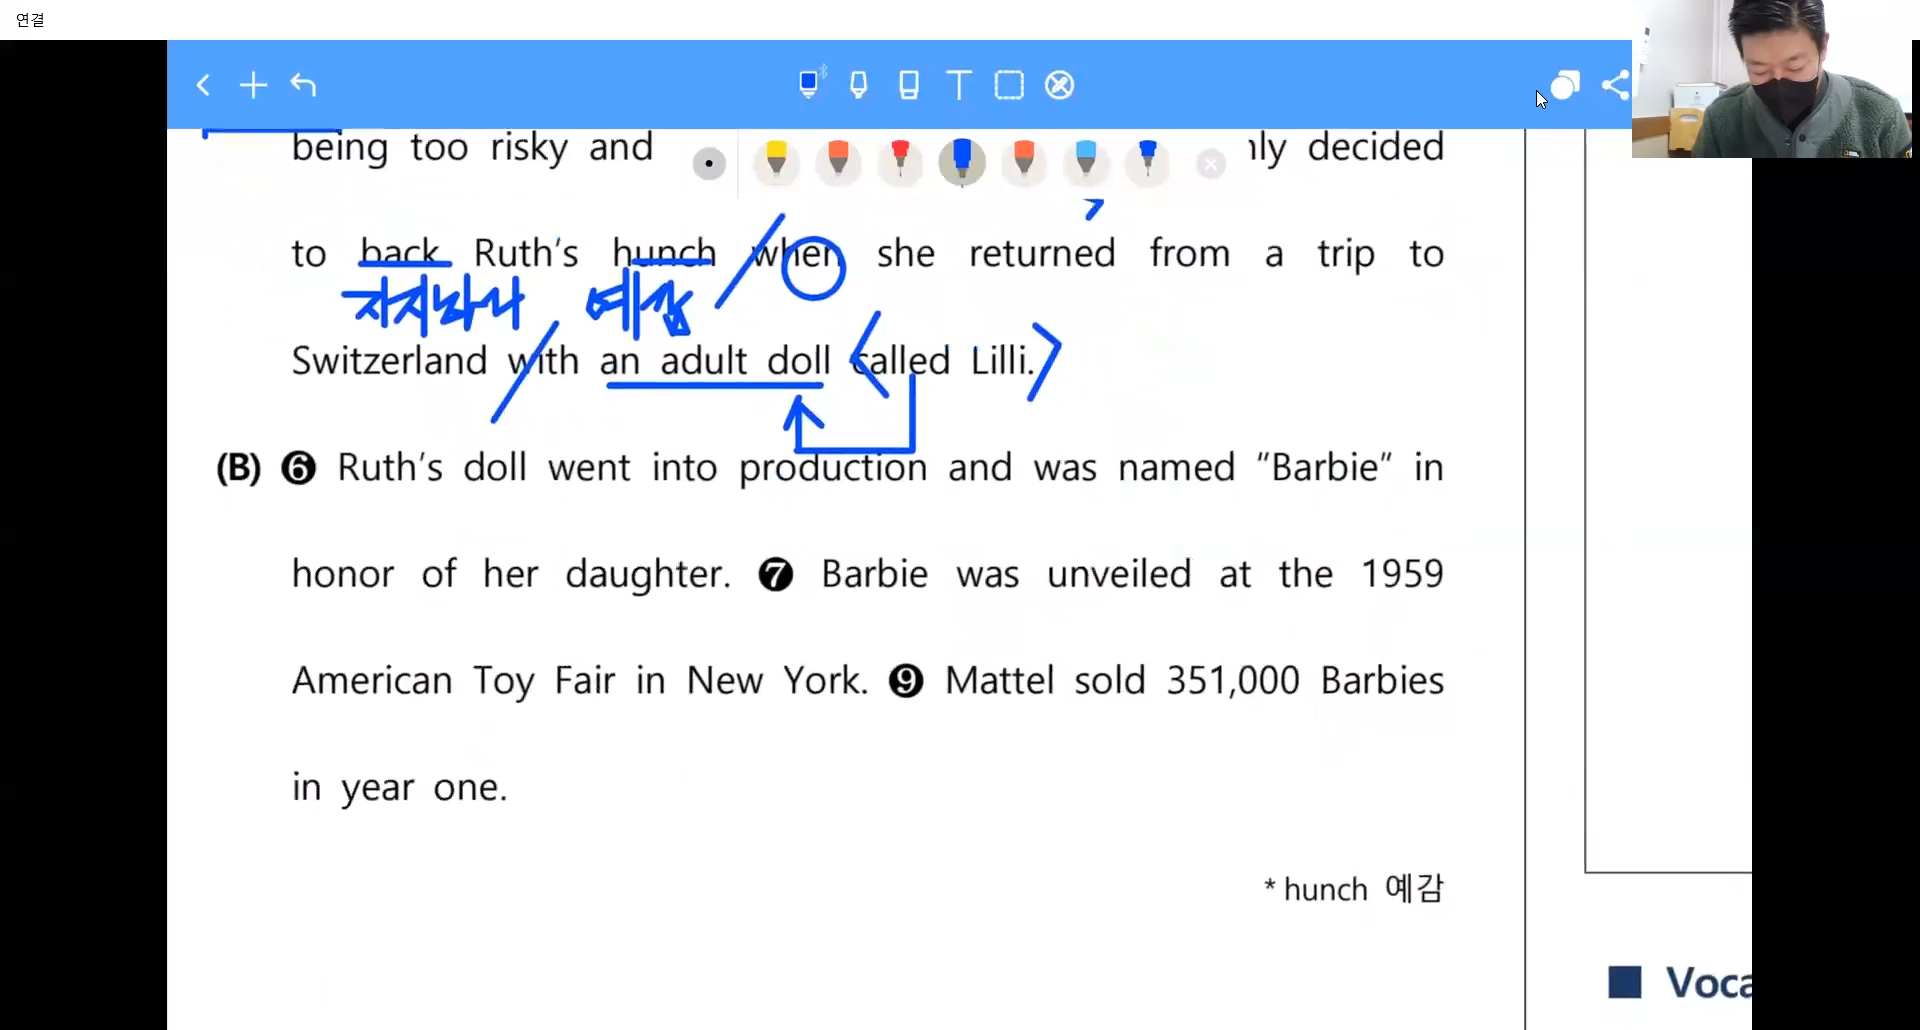 연결
being too risky and
nly decided
to back Ruth's hunch when she returned from a trip to
지지하다 예상
Switzerland with an adult doll called Lilli.
(B) ❻ Ruth's doll went into production and was named "Barbie" in
honor of her daughter. ❼ Barbie was unveiled at the 1959
American Toy Fair in New York. ❾ Mattel sold 351,000 Barbies
in year one.
* hunch 예감
■ Voca